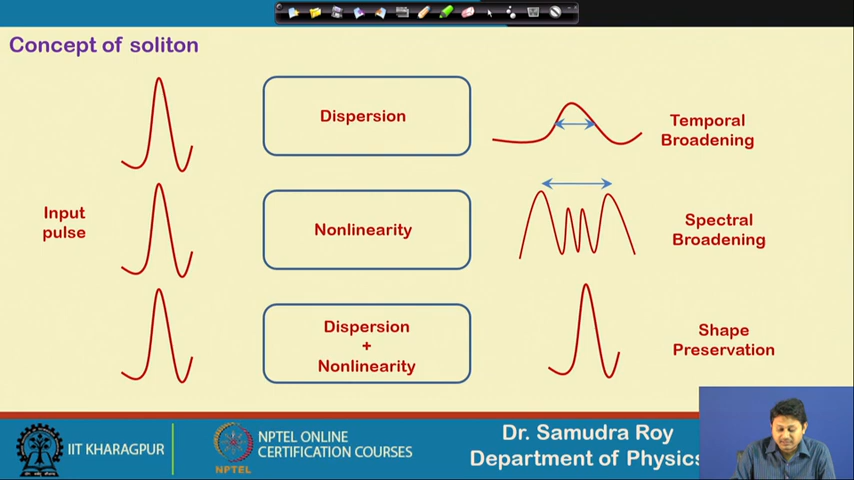 Concept of soliton
Input
pulse
Dispersion
Temporal
Broadening
Nonlinearity
Spectral
Broadening
Dispersion
+
Nonlinearity
Shape
Preservation
IIT KHARAGPUR
NPTEL
NPTEL ONLINE
CERTIFICATION COURSES
Dr. Samudra Roy
Department of Physics